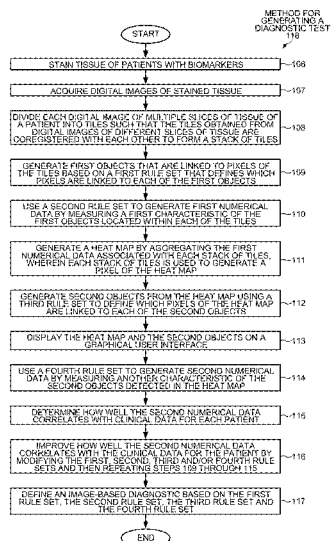 METHOD FOR
GENERATING A
DIAGNOSTIC TEST
118
START
STAIN TISSUE OF PATIENTS WITH BIOMARKERS
106
ACQUIRE DIGITAL IMAGES OF STAINED TISSUE
107
DIVIDE EACH DIGITAL IMAGE OF MULTIPLE SLICES OF TISSUE OF
A PATIENT INTO TILES SUCH THAT THE TILES OBTAINED FROM
DIGITAL IMAGES OF DIFFERENT SLICES OF TISSUE ARE
COREGISTERED WITH EACH OTHER TO FORM A STACK OF TILES
108
GENERATE FIRST OBJECTS THAT ARE LINKED TO PIXELS OF
THE TILES BASED ON A FIRST RULE SET THAT DEFINES WHICH
PIXELS ARE LINKED TO EACH OF THE FIRST OBJECTS
109
USE A SECOND RULE SET TO GENERATE FIRST NUMERICAL
DATA BY MEASURING A FIRST CHARACTERISTIC OF THE
FIRST OBJECTS LOCATED WITHIN EACH OF THE TILES
110
GENERATE A HEAT MAP BY AGGREGATING THE FIRST
NUMERICAL DATA ASSOCIATED WITH EACH STACK OF TILES,
WHEREIN EACH STACK OF TILES IS USED TO GENERATE A
PIXEL OF THE HEAT MAP
111
GENERATE SECOND OBJECTS FROM THE HEAT MAP USING A
THIRD RULE SET TO DEFINE WHICH PIXELS OF THE HEAT MAP
ARE LINKED TO EACH OF THE SECOND OBJECTS
112
DISPLAY THE HEAT MAP AND THE SECOND OBJECTS ON A
GRAPHICAL USER INTERFACE
113
USE A FOURTH RULE SET TO GENERATE SECOND NUMERICAL
DATA BY MEASURING ANOTHER CHARACTERISTIC OF THE
SECOND OBJECTS DETECTED IN THE HEAT MAP
114
DETERMINE HOW WELL THE SECOND NUMERICAL DATA
CORRELATES WITH CLINICAL DATA FOR EACH PATIENT
115
IMPROVE HOW WELL THE SECOND NUMERICAL DATA
CORRELATES WITH THE CLINICAL DATA FOR THE PATIENT BY
MODIFYING THE FIRST, SECOND, THIRD AND/OR FOURTH RULE
SETS AND THEN REPEATING STEPS 109 THROUGH 115
116
DEFINE AN IMAGE-BASED DIAGNOSTIC BASED ON THE FIRST
RULE SET, THE SECOND RULE SET, THE THIRD RULE SET AND
THE FOURTH RULE SET
117
END